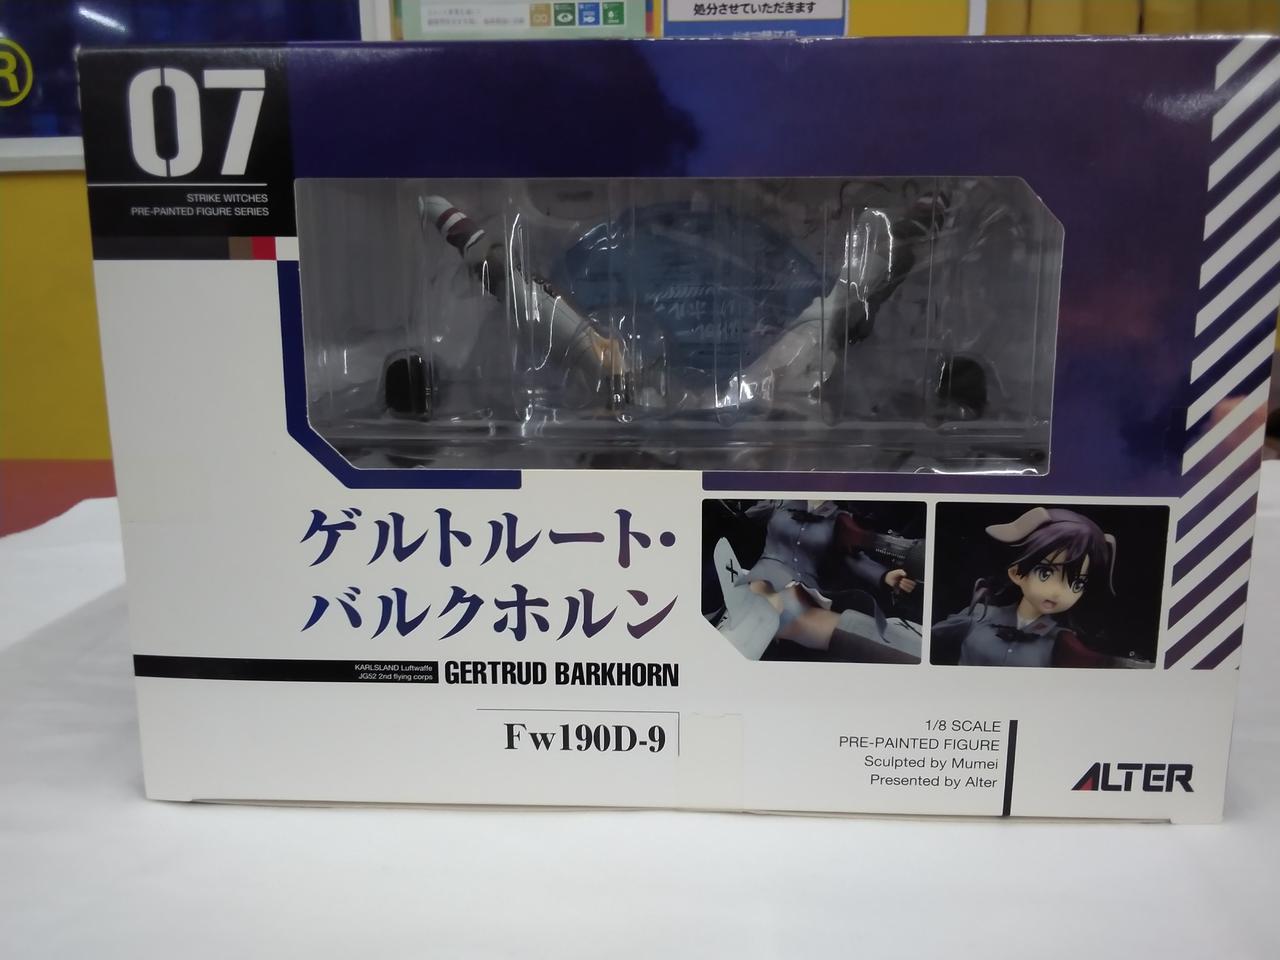 処分させていただきます
R
07
STRIKE WITCHES
PRE-PAINTED FIGURE SERIES
ゲルトルート・
バルクホルン
KARLSLAND Luftwaffe
JG52 2nd flying corps
GERTRUD BARKHORN
Fw190D-9
1/8 SCALE
PRE-PAINTED FIGURE
Sculpted by Mumei
Presented by Alter
ALTER